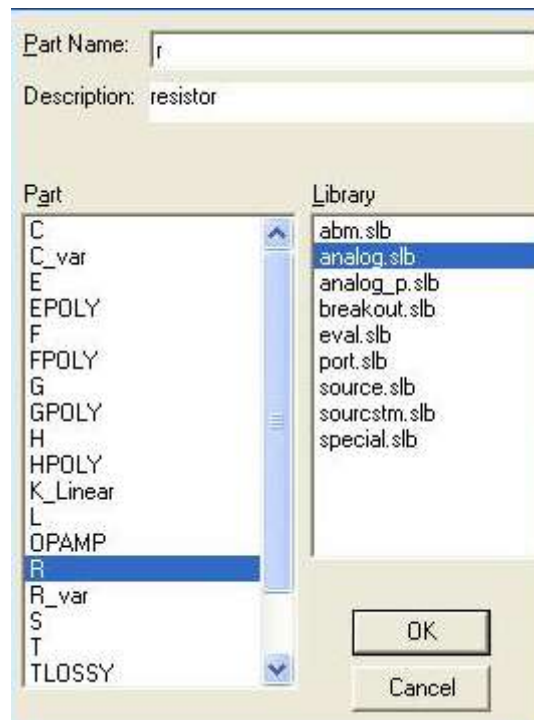 Part Name: r
Description: resistor
Part
C
C_var
E
EPOLY
F
FPOLY
G
GPOLY
H
HPOLY
K_Linear
L
OPAMP
R
R_var
S
T
TLOSSY
Library
abm.slb
analog.slb
analog_p.slb
breakout.slb
eval.slb
port.slb
source.slb
sourcstm.slb
special.slb
OK
Cancel